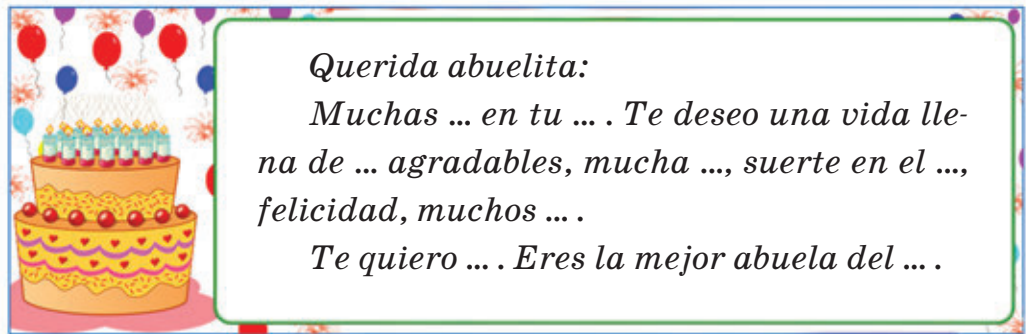 Querida abuelita:
Muchas ... en tu ... . Te deseo una vida lle-
na de ... agradables, mucha ..., suerte en el ...,
felicidad, muchos ... .
Te quiero ... . Eres la mejor abuela del ... .